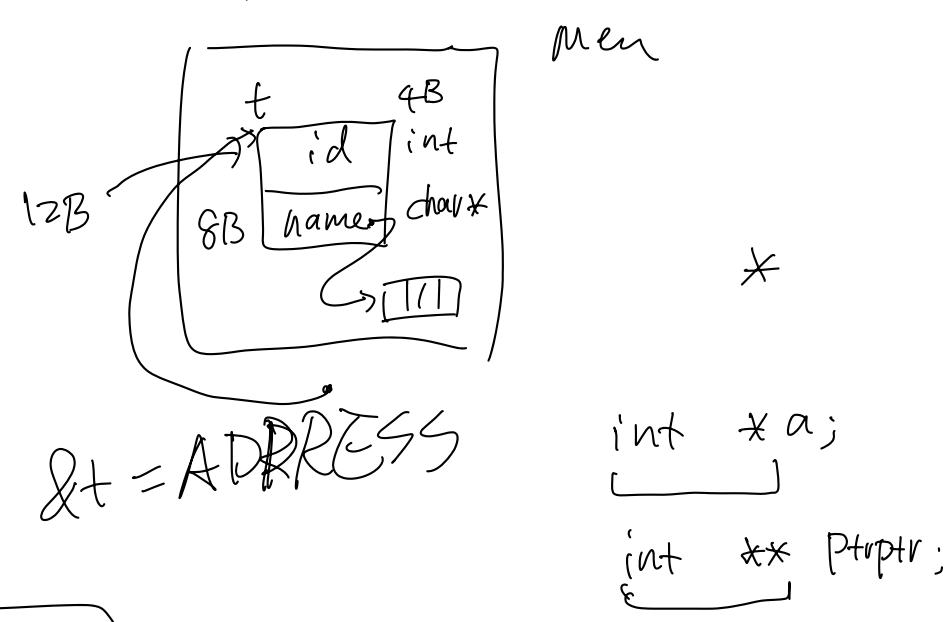 Mem
t 4B
id int
12B
8B name char*
*
&t = ADDRESS
int *a;
int ** Ptrptr;